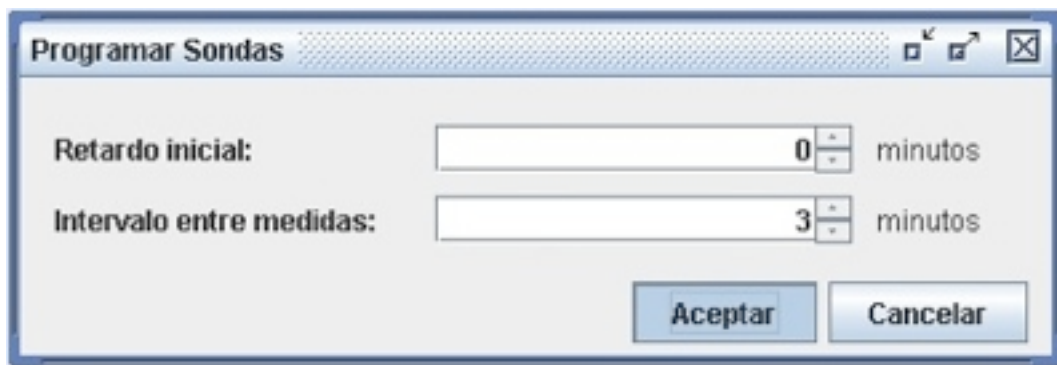 Programar Sondas
Retardo inicial: 0 minutos
Intervalo entre medidas: 3 minutos
Aceptar Cancelar